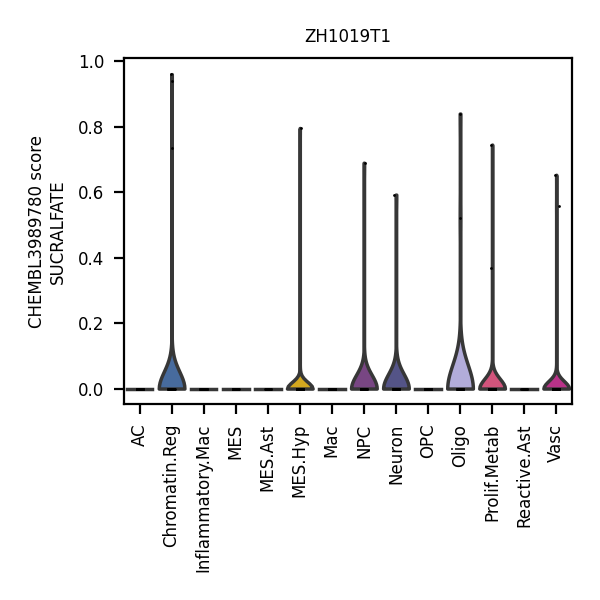 ZH1019T1
CHEMBL3989780 score
SUCRALFATE
1.0
0.8
0.6
0.4
0.2
0.0
AC
Chromatin.Reg
Inflammatory.Mac
MES
MES.Ast
MES.Hyp
Mac
NPC
Neuron
OPC
Oligo
Prolif.Metab
Reactive.Ast
Vasc